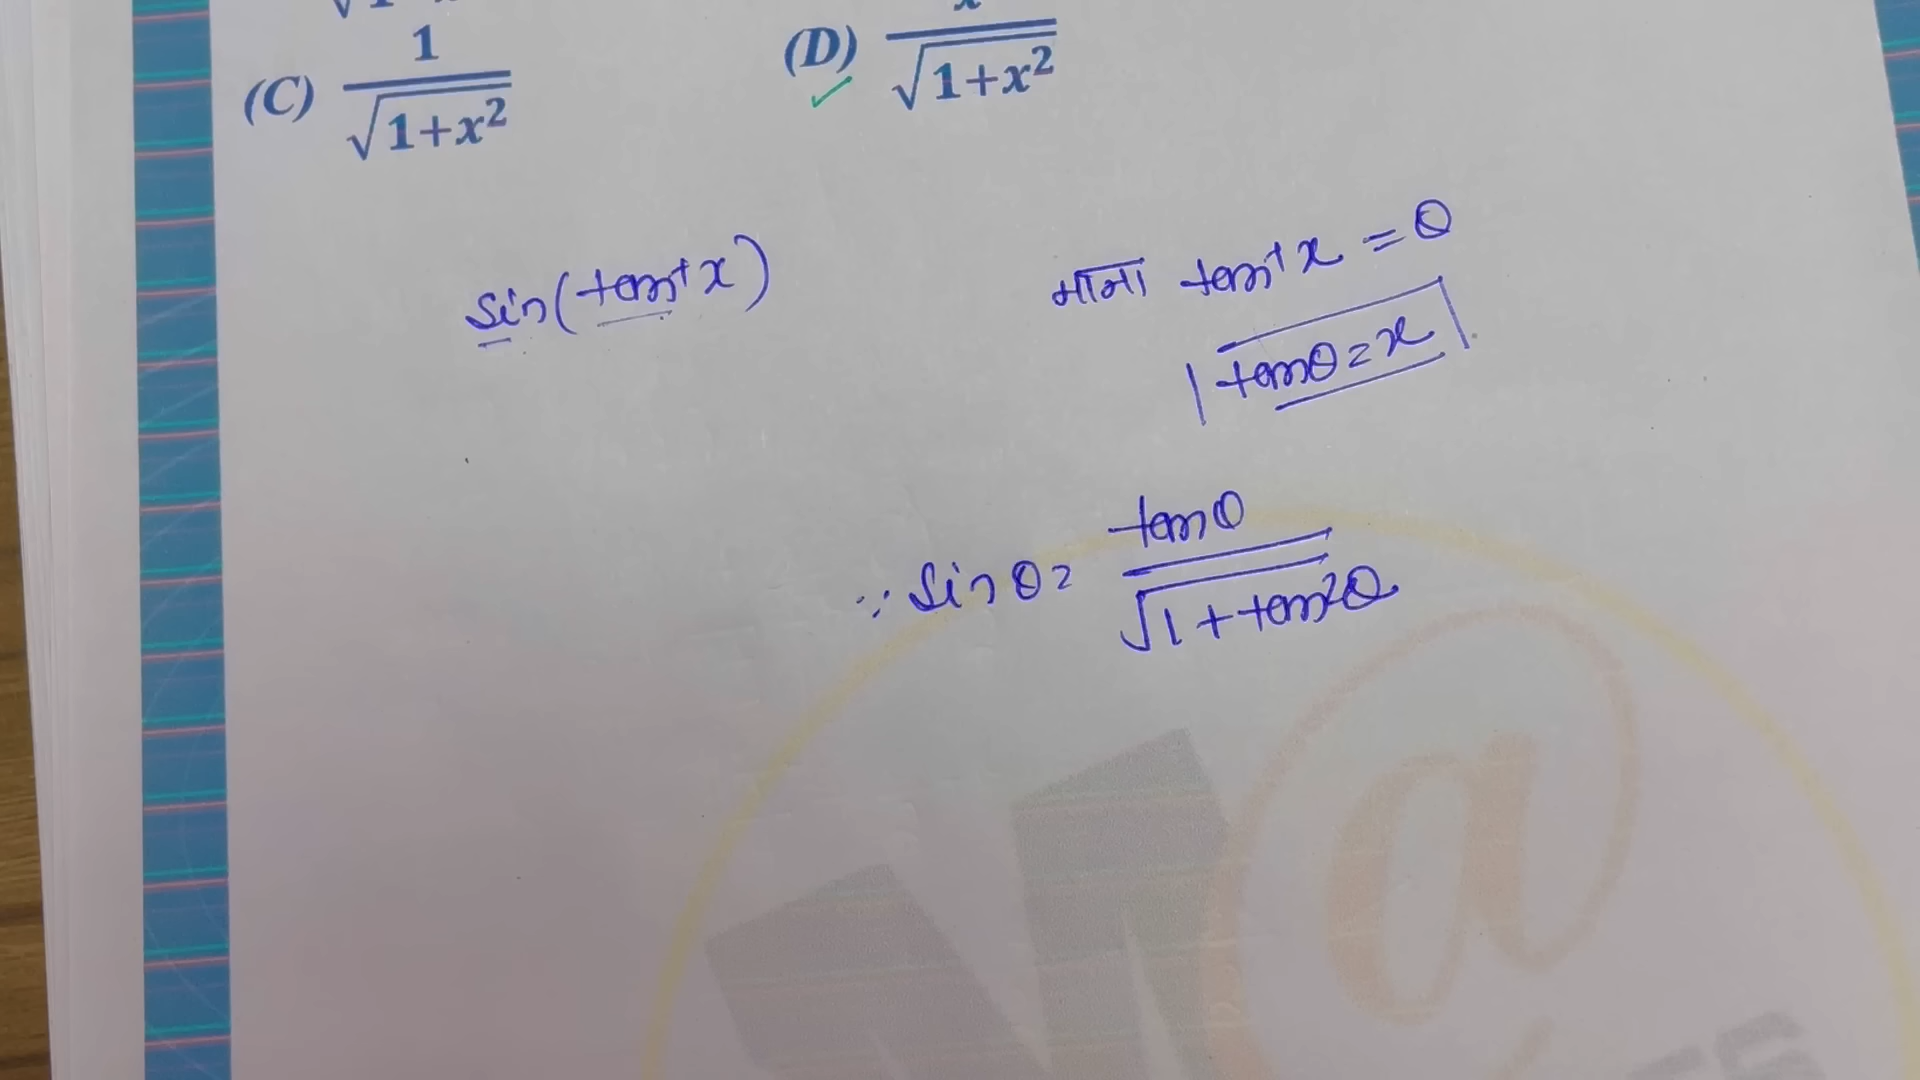 (C) 1/√1+x²
(D) x/√1+x²
sin(tan⁻¹x)
माना tan⁻¹x = θ
tanθ = x
∵ sinθ = tanθ/√1+tan²θ